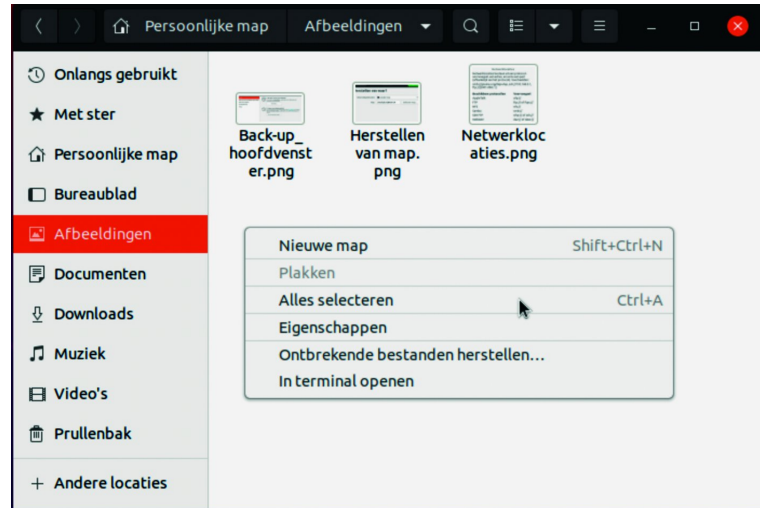 Persoonlijke map Afbeeldingen
Onlangs gebruikt
Met ster
Persoonlijke map
Bureaublad
Afbeeldingen
Documenten
Downloads
Muziek
Video's
Prullenbak
Andere locaties
Back-up_
hoofdvenst
er.png
Herstellen
van map.
png
Netwerkloc
aties.png
Nieuwe map Shift+Ctrl+N
Plakken
Alles selecteren Ctrl+A
Eigenschappen
Ontbrekende bestanden herstellen...
In terminal openen